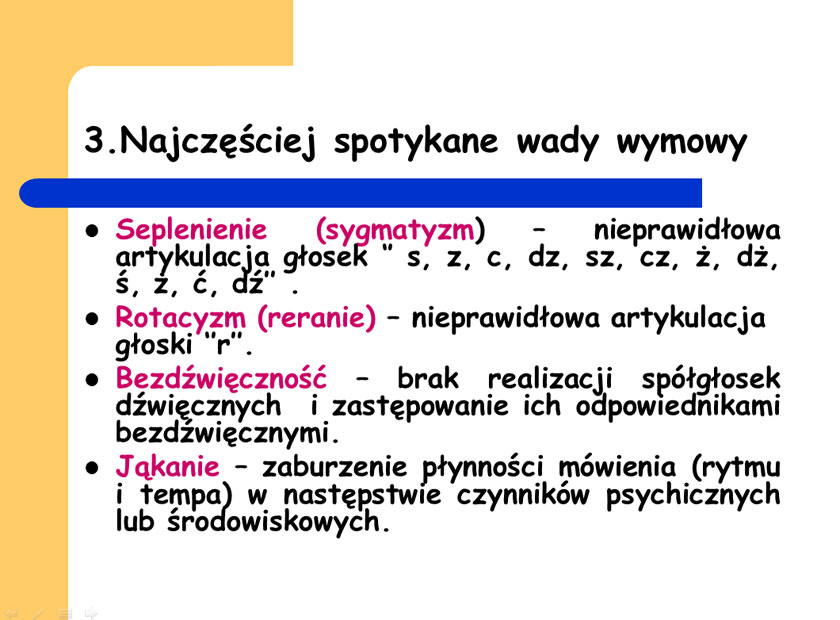 3.Najczęściej spotykane wady wymowy
● Seplenienie (sygmatyzm) – nieprawidłowa
artykulacja głosek " s, z, c, dz, sz, cz, ż, dż,
ś, ź, ć, dź" .
● Rotacyzm (reranie) – nieprawidłowa artykulacja
głoski "r".
● Bezdźwięczność – brak realizacji spółgłosek
dźwięcznych i zastępowanie ich odpowiednikami
bezdźwięcznymi.
● Jąkanie – zaburzenie płynności mówienia (rytmu
i tempa) w następstwie czynników psychicznych
lub środowiskowych.